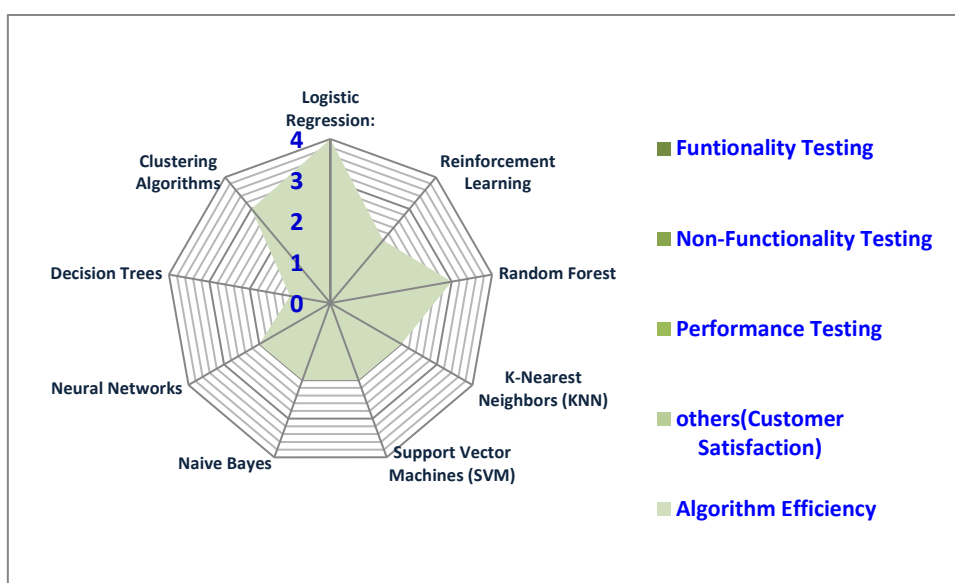 Logistic
Regression:
Reinforcement
Learning
Random Forest
K-Nearest
Neighbors (KNN)
Support Vector
Machines (SVM)
Naive Bayes
Neural Networks
Decision Trees
Clustering
Algorithms
4
3
2
1
0
Funtionality Testing
Non-Functionality Testing
Performance Testing
others(Customer
Satisfaction)
Algorithm Efficiency